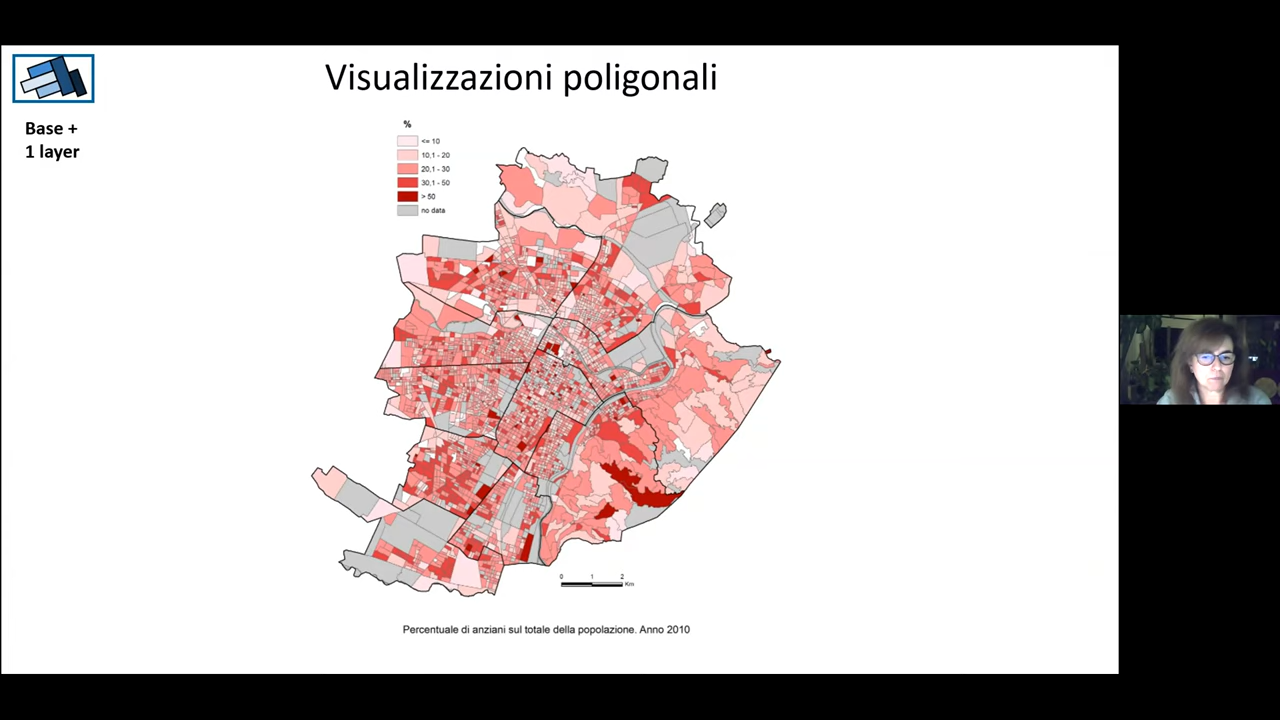 Visualizzazioni poligonali
Base +
1 layer
%
<= 10
10,1 - 20
20,1 - 30
30,1 - 50
> 50
no data
0 1 2
Km
Percentuale di anziani sul totale della popolazione. Anno 2010